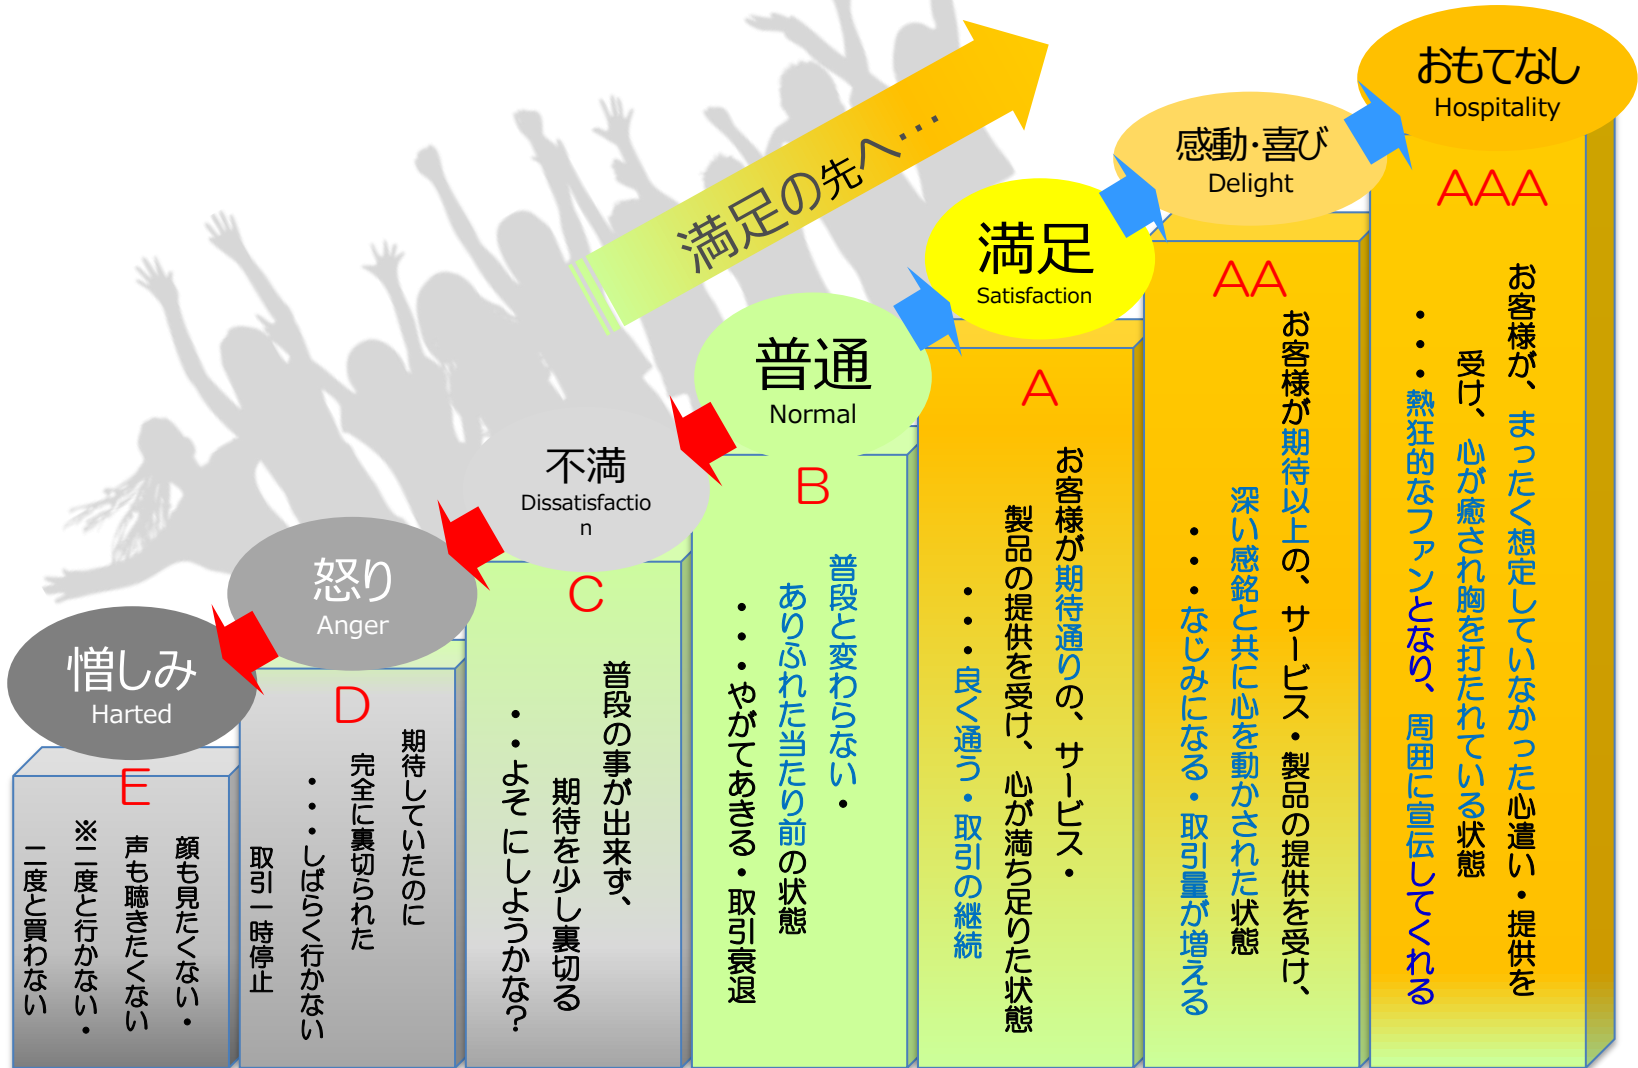 満足の先へ・・・
おもてなし
Hospitality
AAA
お客様が、まったく想定していなかった心遣い・提供を
受け、心が癒され胸を打たれている状態
・・・熱狂的なファンとなり、周囲に宣伝してくれる
感動・喜び
Delight
AA
お客様が期待以上の、サービス・製品の提供を受け、
深い感銘と共に心を動かされた状態
・・・なじみになる・取引量が増える
満足
Satisfaction
A
お客様が期待通りの、サービス・
製品の提供を受け、心が満ち足りた状態
・・・良く通う・取引の継続
普通
Normal
B
普段と変わらない・
ありふれた当たり前の状態
・・・やがてあきる・取引衰退
不満
Dissatisfactio
n
C
普段の事が出来ず、
期待を少し裏切る
・・よそにしようかな?
怒り
Anger
D
期待していたのに
完全に裏切られた
・・・しばらく行かない
取引一時停止
憎しみ
Harted
E
顔も見たくない・
声も聴きたくない
※二度と行かない・
二度と買わない